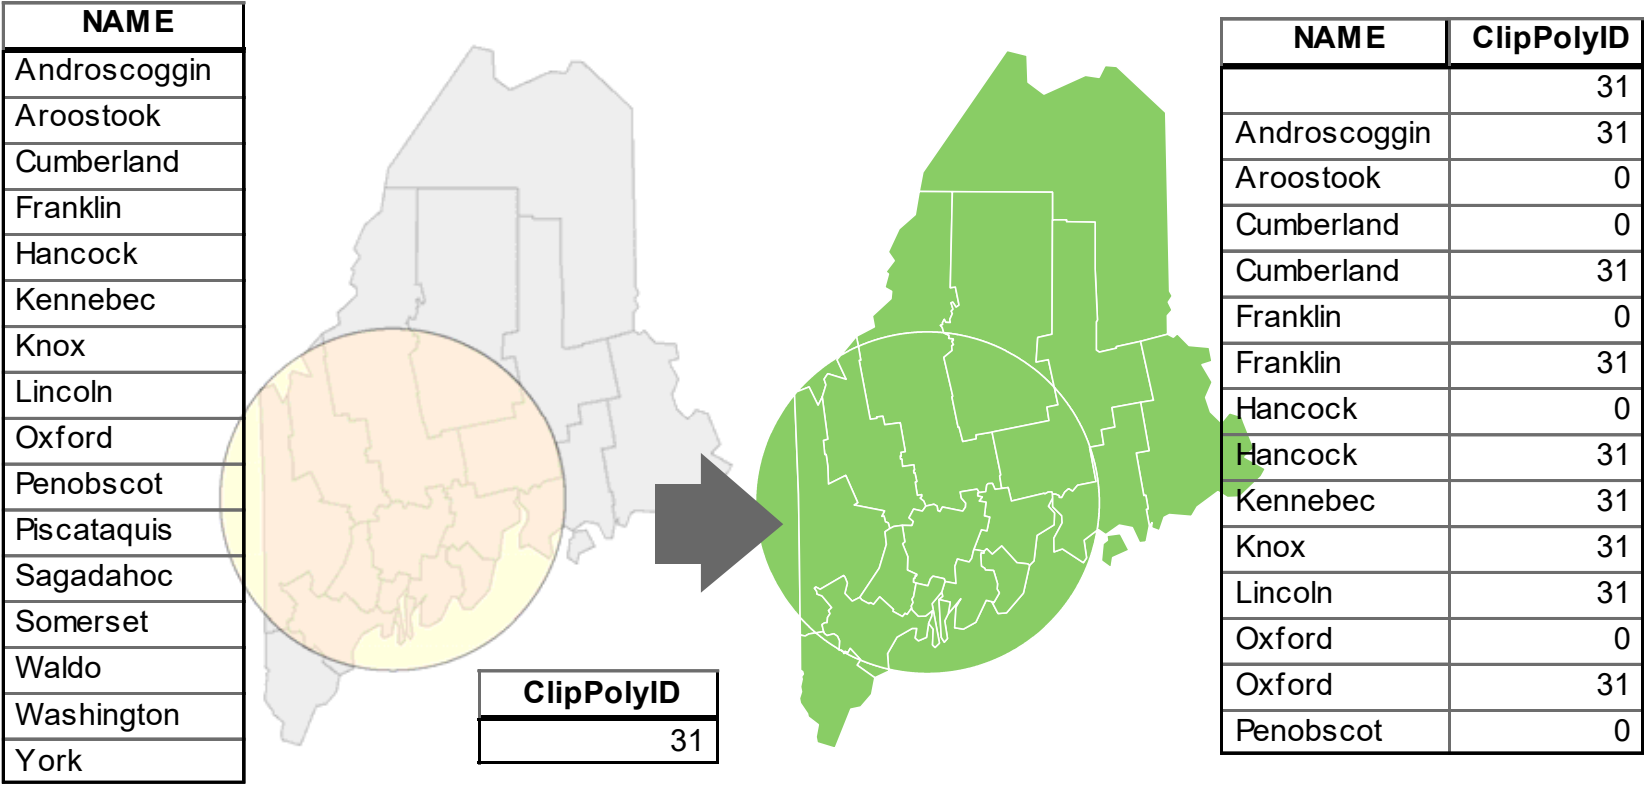 NAME
Androscoggin
Aroostook
Cumberland
Franklin
Hancock
Kennebec
Knox
Lincoln
Oxford
Penobscot
Piscataquis
Sagadahoc
Somerset
Waldo
Washington
York
ClipPolyID
31
NAME ClipPolyID
31
Androscoggin 31
Aroostook 0
Cumberland 0
Cumberland 31
Franklin 0
Franklin 31
Hancock 0
Hancock 31
Kennebec 31
Knox 31
Lincoln 31
Oxford 0
Oxford 31
Penobscot 0